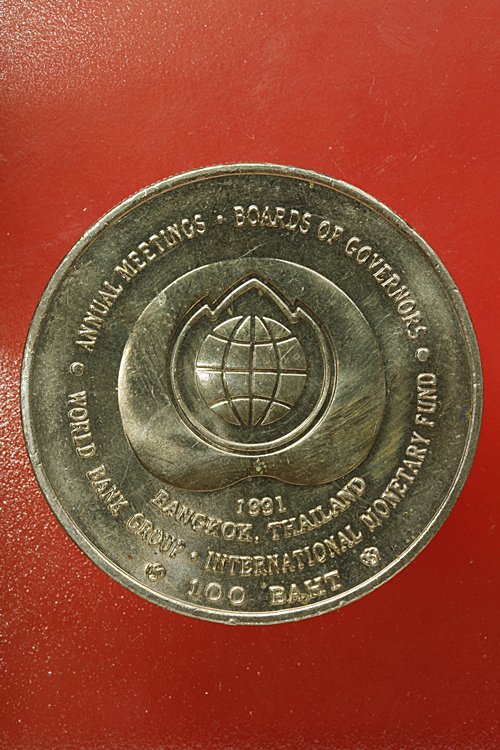 ANNUAL MEETINGS · BOARDS OF GOVERNORS
WORLD BANK GROUP · INTERNATIONAL MONETARY FUND
1991
BANGKOK, THAILAND
100 BAHT